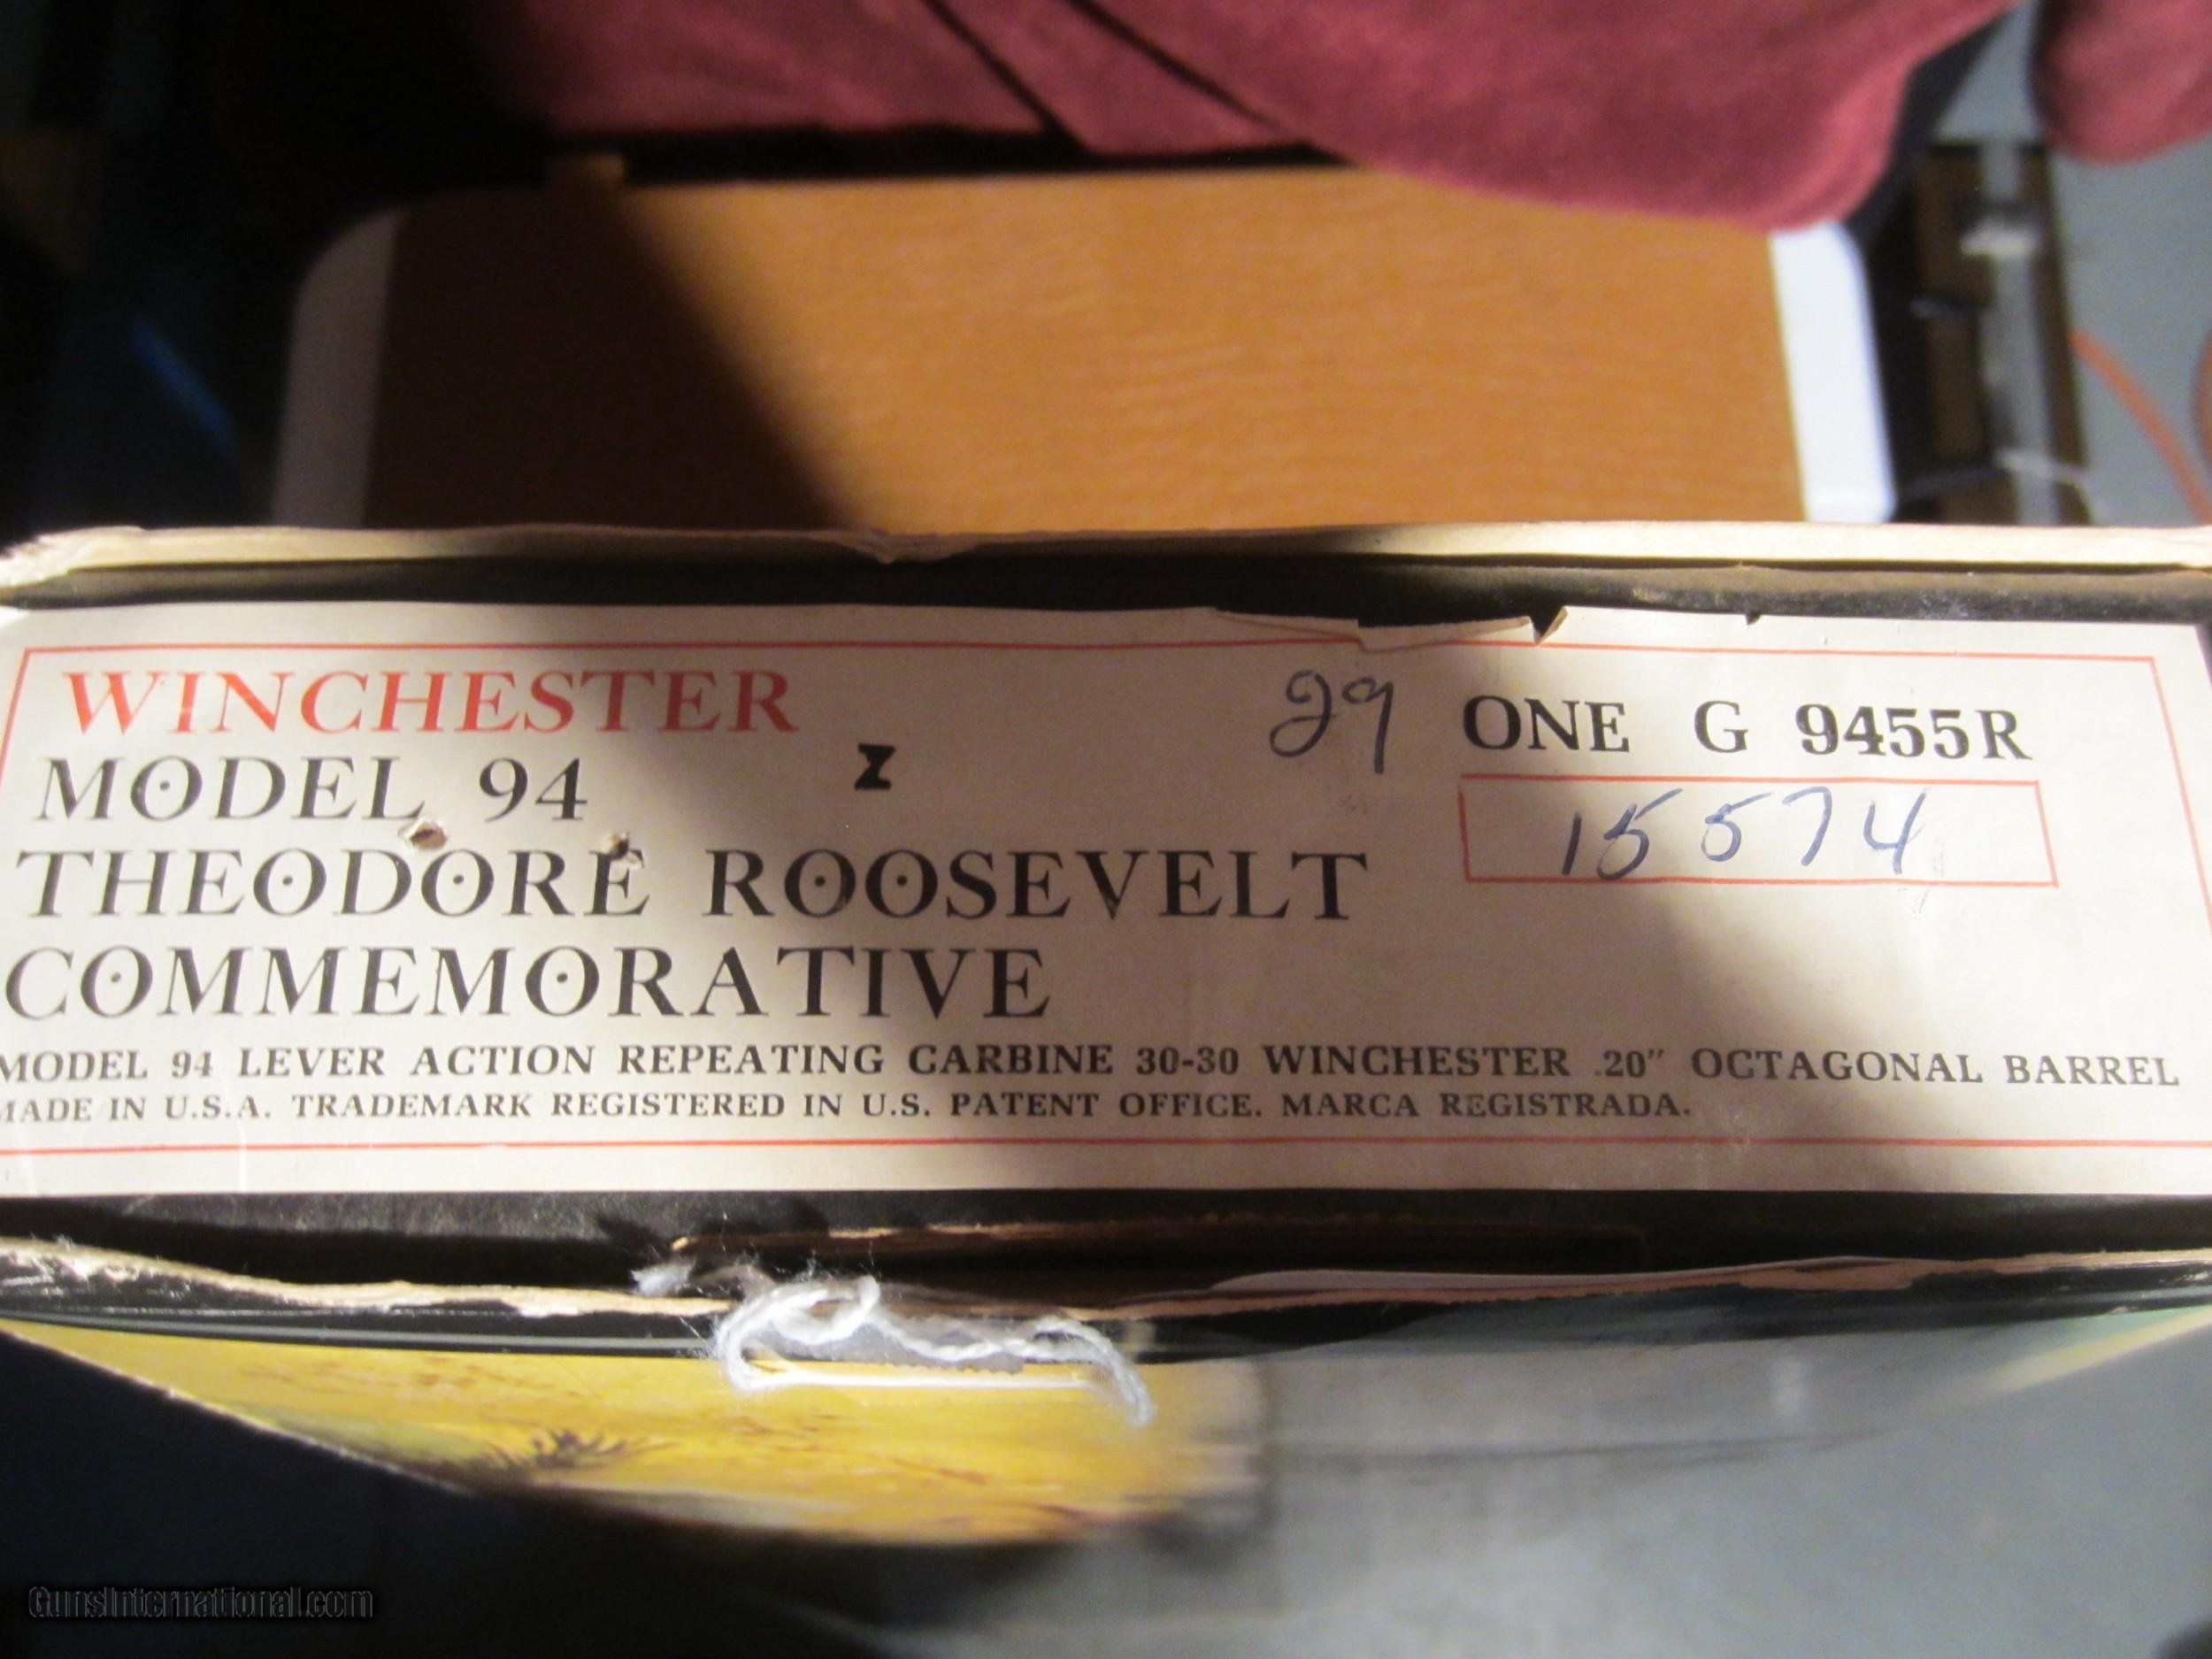 WINCHESTER
29 ONE G 9455R
MODEL 94
Z
15574
THEODORE ROOSEVELT
COMMEMORATIVE
MODEL 94 LEVER ACTION REPEATING CARBINE 30-30 WINCHESTER .20" OCTAGONAL BARREL
MADE IN U.S.A. TRADEMARK REGISTERED IN U.S. PATENT OFFICE. MARCA REGISTRADA.
GunsInternational.com